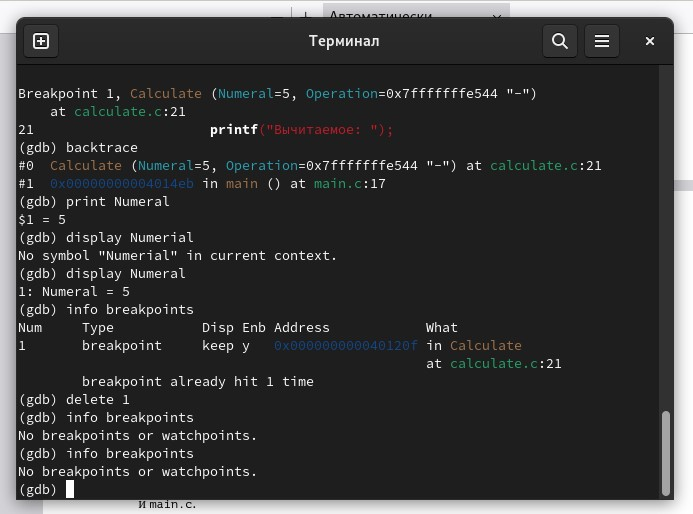 Автоматически
Терминал
Breakpoint 1, Calculate (Numeral=5, Operation=0x7fffffffe544 "-")
at calculate.c:21
21 printf("Вычитаемое: ");
(gdb) backtrace
#0 Calculate (Numeral=5, Operation=0x7fffffffe544 "-") at calculate.c:21
#1 0x00000000004014eb in main () at main.c:17
(gdb) print Numeral
$1 = 5
(gdb) display Numerial
No symbol "Numerial" in current context.
(gdb) display Numeral
1: Numeral = 5
(gdb) info breakpoints
Num Type Disp Enb Address What
1 breakpoint keep y 0x000000000040120f in Calculate
at calculate.c:21
breakpoint already hit 1 time
(gdb) delete 1
(gdb) info breakpoints
No breakpoints or watchpoints.
(gdb) info breakpoints
No breakpoints or watchpoints.
(gdb)
И main.c.